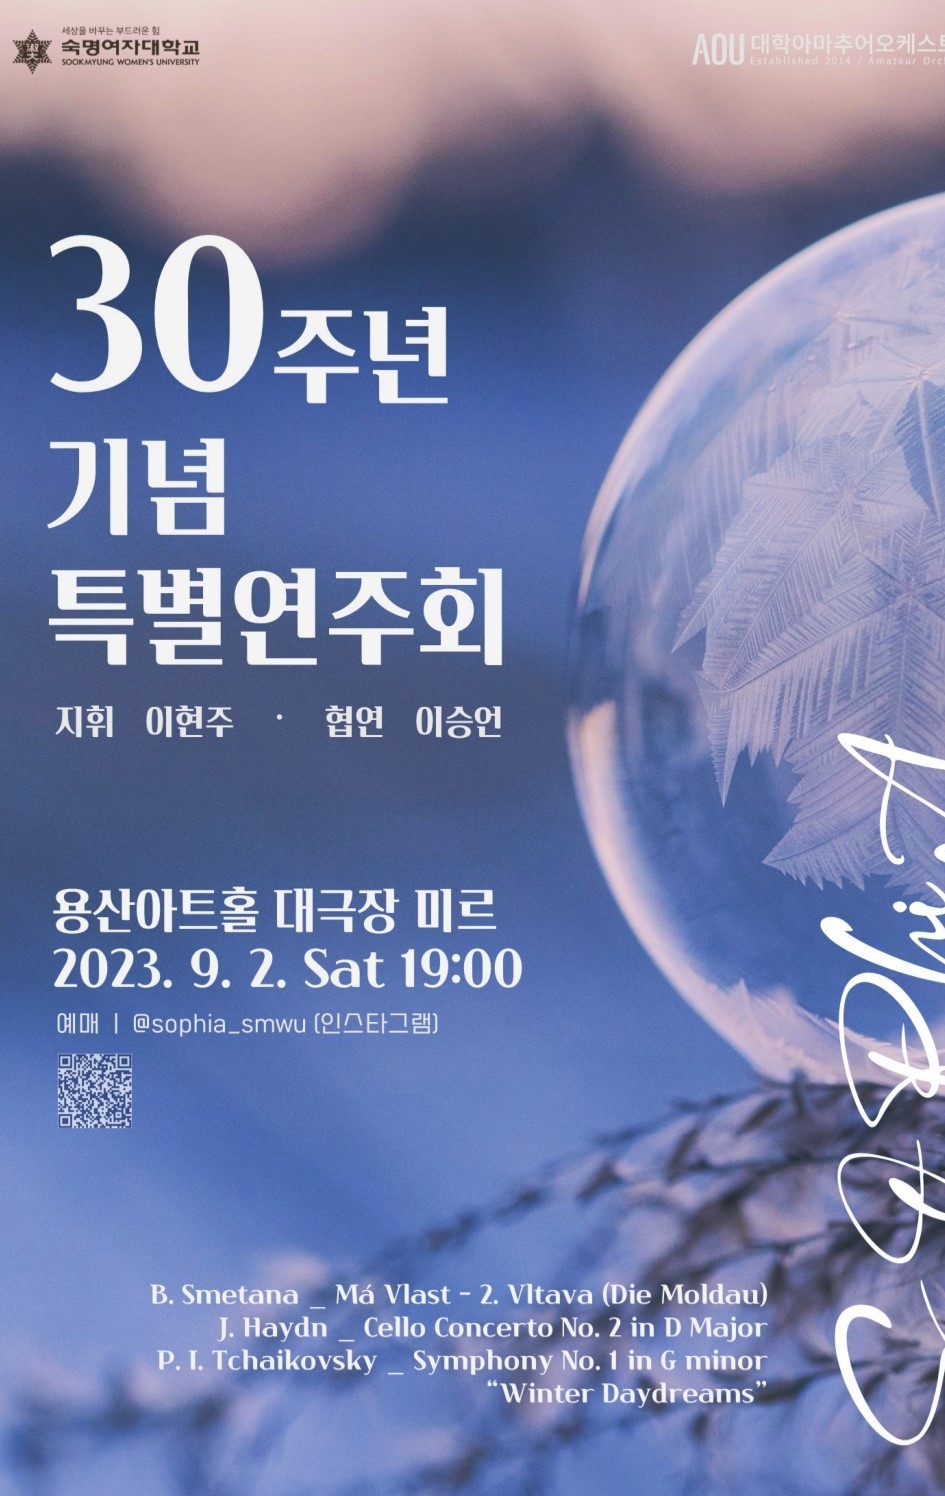 세상을 바꾸는 부드러운 힘
숙명여자대학교
SOOKMYUNG WOMEN'S UNIVERSITY
AOU 대학아마추어오케스트
Established 2014 / Amateur Orc
30주년
기념
특별연주회
지휘 이현주 · 협연 이승언
용산아트홀 대극장 미르
2023. 9. 2. Sat 19:00
예매 | @sophia_smwu (인스타그램)
B. Smetana _ Má Vlast - 2. Vltava (Die Moldau)
J. Haydn _ Cello Concerto No. 2 in D Major
P. I. Tchaikovsky _ Symphony No. 1 in G minor
“Winter Daydreams”